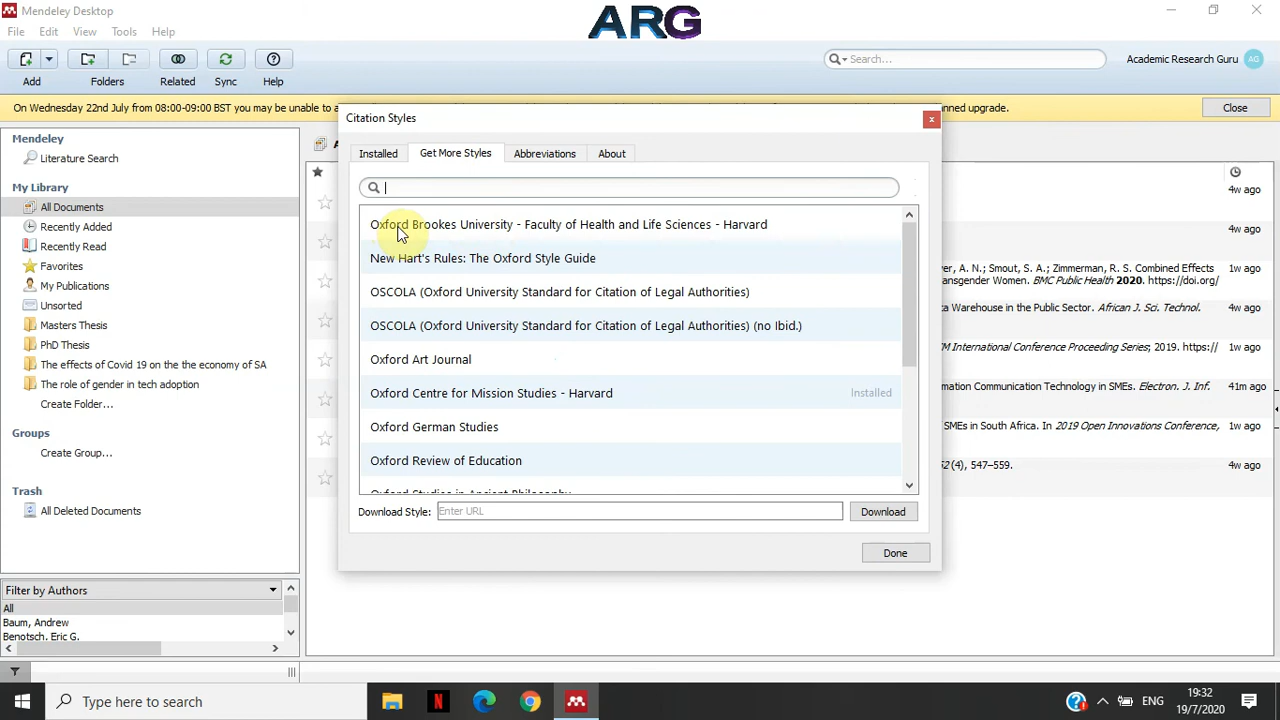 Mendeley Desktop
ARG
File Edit View Tools Help
Add Folders Related Sync Help
Search...
Academic Research Guru AG
On Wednesday 22nd July from 08:00-09:00 BST you may be unable to a
nned upgrade.
Close
Citation Styles
Installed Get More Styles Abbreviations About
Oxford Brookes University - Faculty of Health and Life Sciences - Harvard
New Hart's Rules: The Oxford Style Guide
OSCOLA (Oxford University Standard for Citation of Legal Authorities)
OSCOLA (Oxford University Standard for Citation of Legal Authorities) (no Ibid.)
Oxford Art Journal
Oxford Centre for Mission Studies - Harvard Installed
Oxford German Studies
Oxford Review of Education
Oxford Studies in Ancient Philosophy
Download Style: Enter URL Download
Done
Mendeley
Literature Search
My Library
All Documents
Recently Added
Recently Read
Favorites
My Publications
Unsorted
Masters Thesis
PhD Thesis
The effects of Covid 19 on the the economy of SA
The role of gender in tech adoption
Create Folder...
Groups
Create Group...
Trash
All Deleted Documents
Filter by Authors
All
Baum, Andrew
Benotsch, Eric G.
4w ago
4w ago
er, A. N.; Smout, S. A.; Zimmerman, R. S. Combined Effects
nsgender Women. BMC Public Health 2020. https://doi.org/
1w ago
ta Warehouse in the Public Sector. African J. Sci. Technol.
4w ago
M International Conference Proceeding Series; 2019. https://
1w ago
mation Communication Technology in SMEs. Electron. J. Inf.
41m ago
SMEs in South Africa. In 2019 Open Innovations Conference,
1w ago
2 (4), 547–559.
4w ago
Type here to search
ENG
19:32
19/7/2020